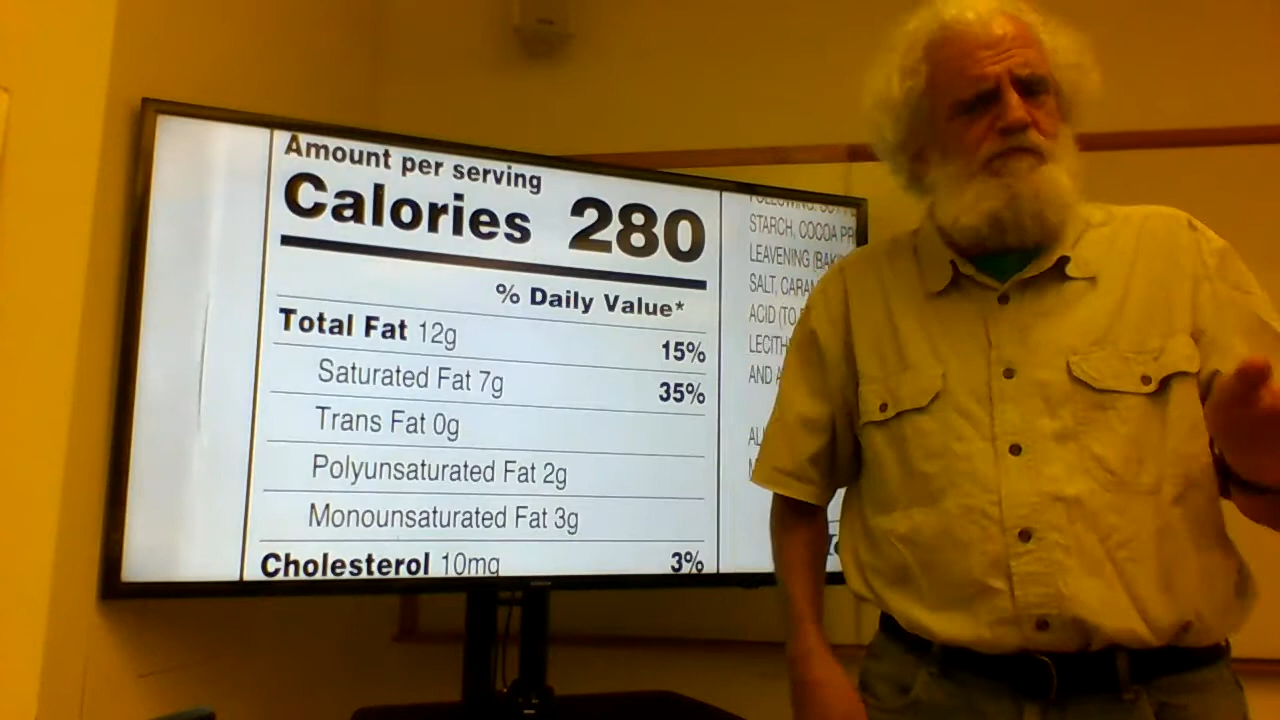 Amount per serving
Calories 280
% Daily Value*
Total Fat 12g 15%
Saturated Fat 7g 35%
Trans Fat 0g
Polyunsaturated Fat 2g
Monounsaturated Fat 3g
Cholesterol 10mg 3%
STARCH, COCOA
LEAVENING
SALT,
ACID (TO
AND